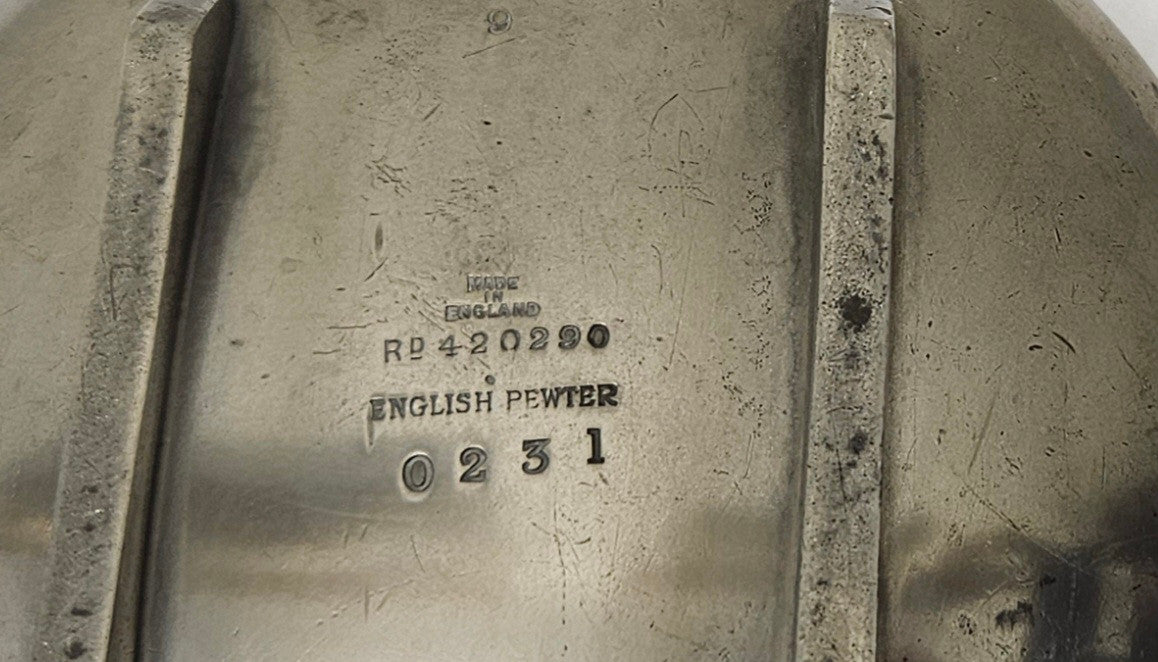 9
MADE
IN
ENGLAND
RD 420290
ENGLISH PEWTER
0231